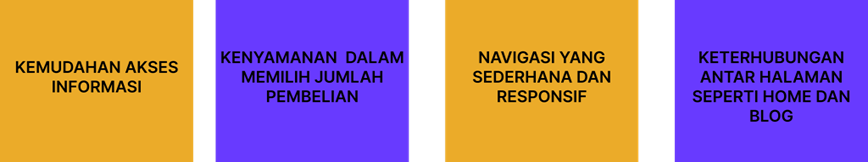 KEMUDAHAN AKSES
INFORMASI
KENYAMANAN DALAM
MEMILIH JUMLAH
PEMBELIAN
NAVIGASI YANG
SEDERHANA DAN
RESPONSIF
KETERHUBUNGAN
ANTAR HALAMAN
SEPERTI HOME DAN
BLOG